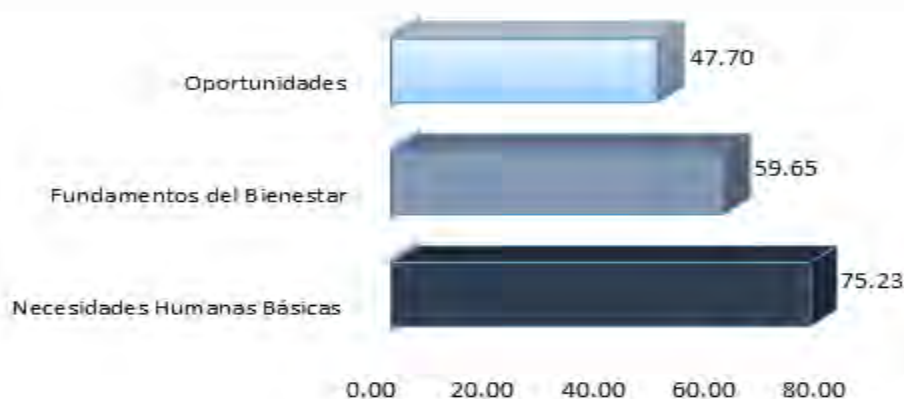 Oportunidades 47.70
Fundamentos del Bienestar 59.65
Necesidades Humanas Básicas 75.23
0.00 20.00 40.00 60.00 80.00